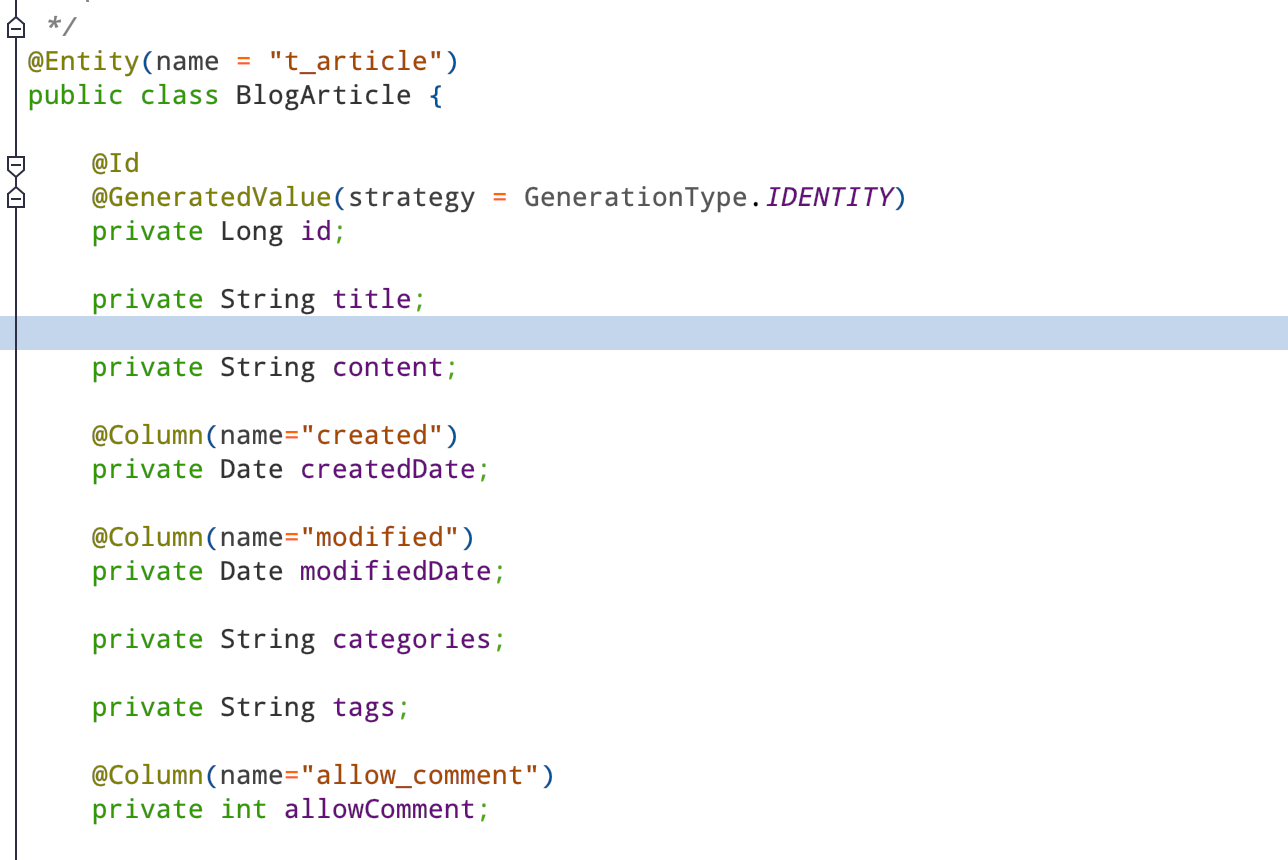 */
@Entity(name = "t_article")
public class BlogArticle {
@Id
@GeneratedValue(strategy = GenerationType.IDENTITY)
private Long id;
private String title;
private String content;
@Column(name="created")
private Date createdDate;
@Column(name="modified")
private Date modifiedDate;
private String categories;
private String tags;
@Column(name="allow_comment")
private int allowComment;